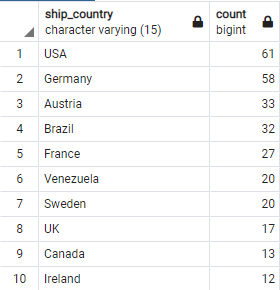 ship_country count
character varying (15) bigint
1 USA 61
2 Germany 58
3 Austria 33
4 Brazil 32
5 France 27
6 Venezuela 20
7 Sweden 20
8 UK 17
9 Canada 13
10 Ireland 12